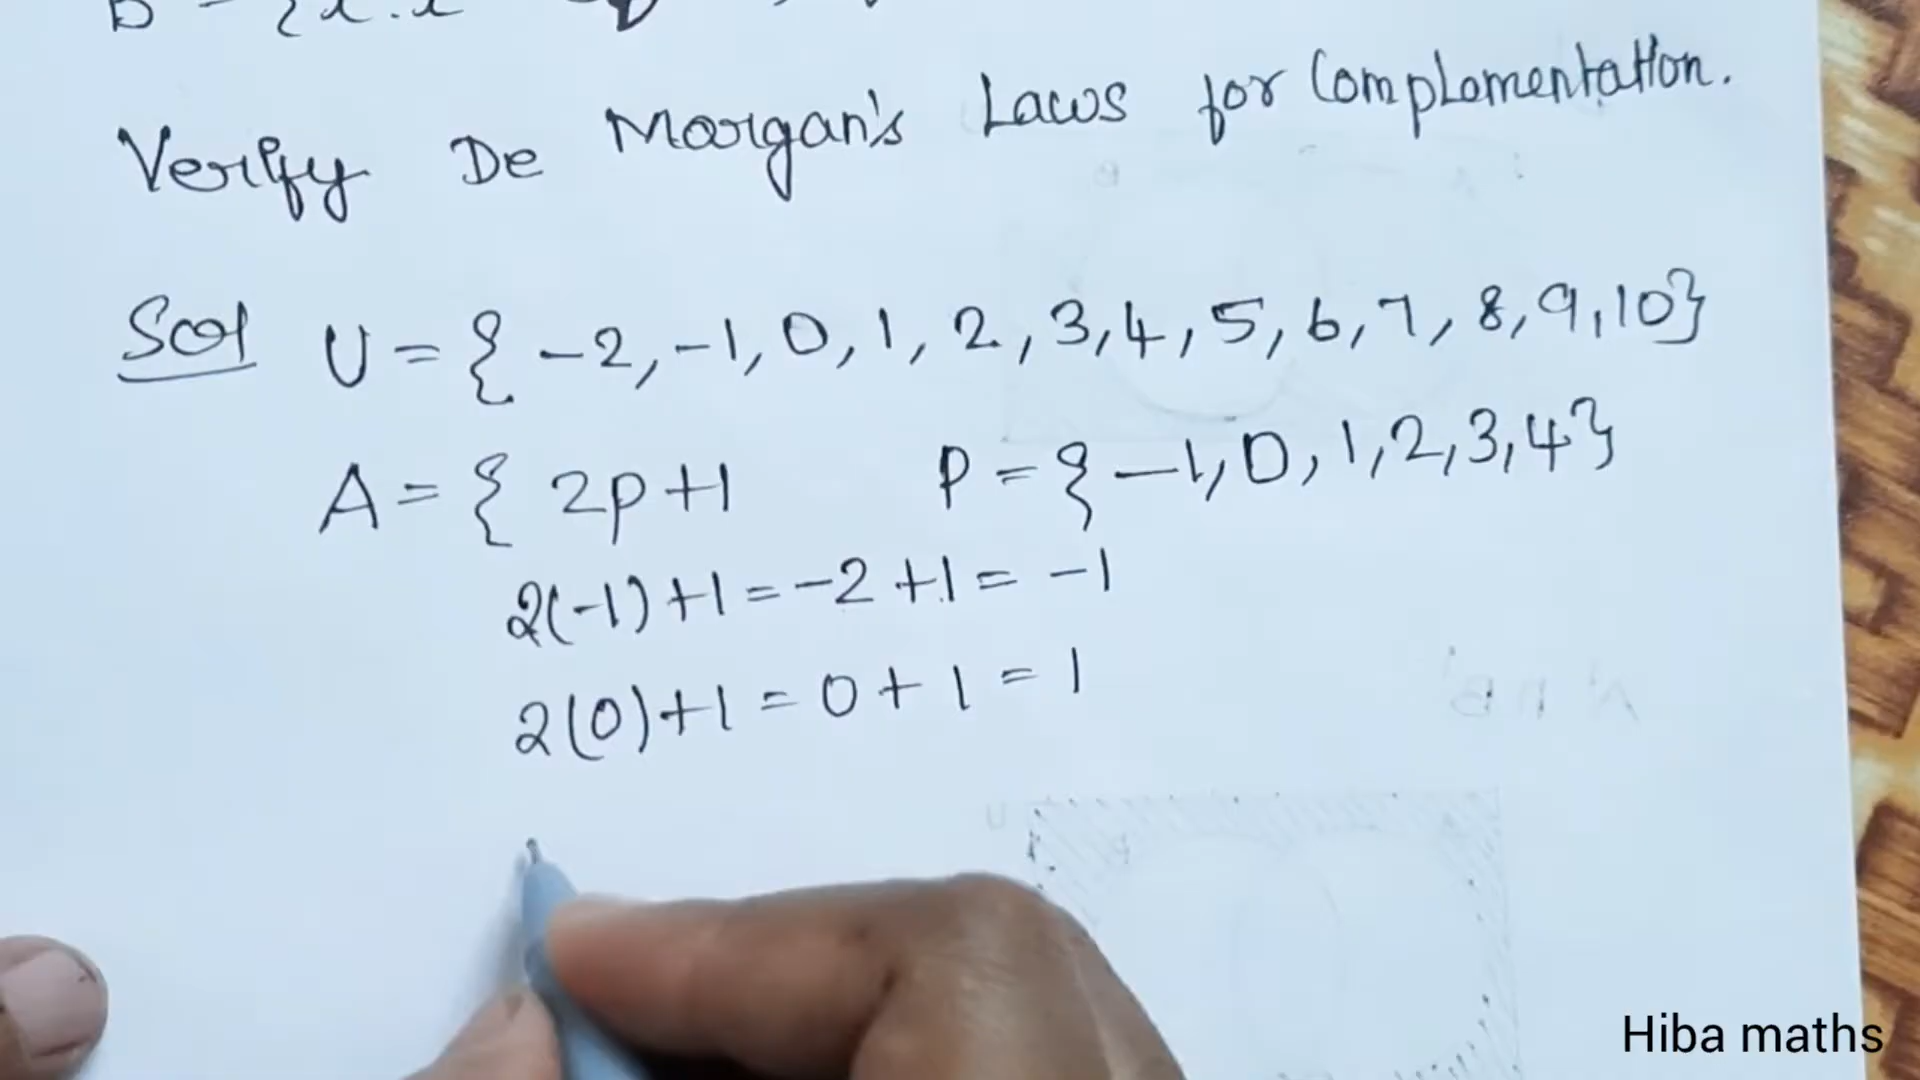 Verify De Morgan's Laws for Complementation.
Sol U = { -2, -1, 0, 1, 2, 3, 4, 5, 6, 7, 8, 9, 10}
A = { 2p+1 P = { -1, 0, 1, 2, 3, 4}
2(-1) +1 = -2 +1 = -1
2(0)+1 = 0 + 1 = 1
Hiba maths